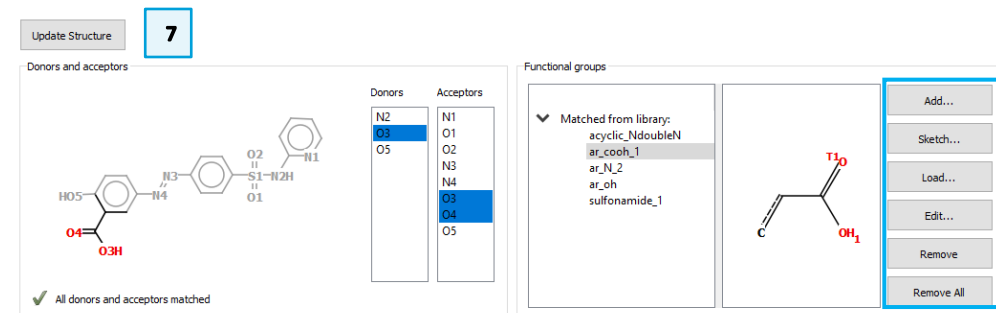 Update Structure
7
Donors and acceptors
Donors
Acceptors
N2
O3
O5
N1
O1
O2
N3
N4
O3
O4
O5
O2
N1
S1
N2H
O1
N3
N4
HO5
O4
O3H
All donors and acceptors matched
Functional groups
Matched from library:
acyclic_NdoubleN
ar_cooh_1
ar_N_2
ar_oh
sulfonamide_1
T1
O
C
OH1
Add...
Sketch...
Load...
Edit...
Remove
Remove All